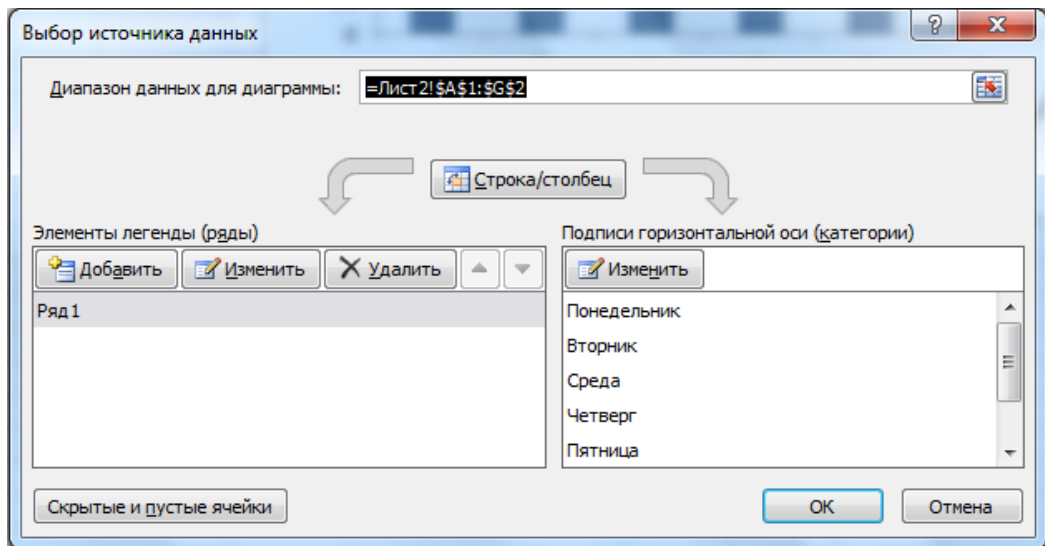 Выбор источника данных
Диапазон данных для диаграммы: =Лист2!$A$1:$G$2
Строка/столбец
Элементы легенды (ряды)
Добавить Изменить Удалить
Ряд1
Подписи горизонтальной оси (категории)
Изменить
Понедельник
Вторник
Среда
Четверг
Пятница
Скрытые и пустые ячейки
ОК Отмена